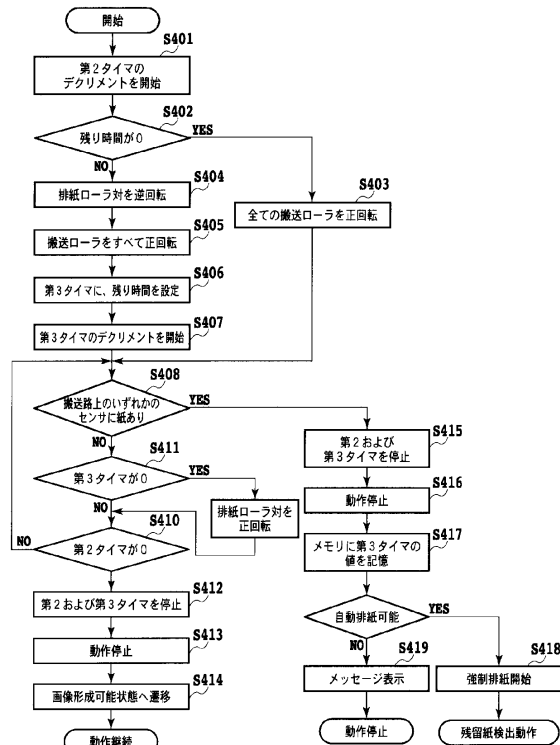 開始
S401
第2タイマの
デクリメントを開始
S402
残り時間が0
YES
NO
S404
排紙ローラ対を逆回転
S403
全ての搬送ローラを正回転
S405
搬送ローラをすべて正回転
S406
第3タイマに、残り時間を設定
S407
第3タイマのデクリメントを開始
S408
搬送路上のいずれかの
センサに紙あり
YES
NO
S411
第3タイマが0
YES
NO
排紙ローラ対を
正回転
S410
第2タイマが0
NO
S412
第2および第3タイマを停止
S413
動作停止
S414
画像形成可能状態へ遷移
動作継続
S415
第2および
第3タイマを停止
S416
動作停止
S417
メモリに第3タイマの
値を記憶
自動排紙可能
YES
NO
S419
メッセージ表示
S418
強制排紙開始
動作停止
残留紙検出動作